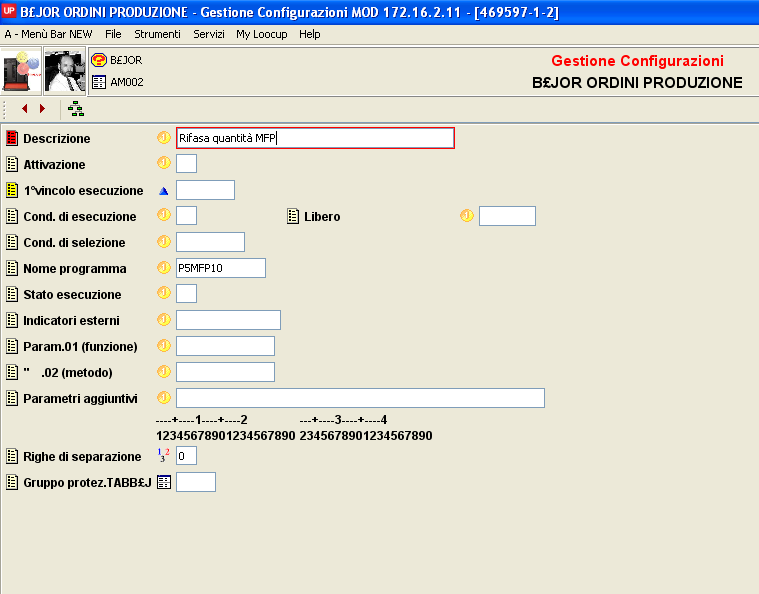 UP B£JOR ORDINI PRODUZIONE - Gestione Configurazioni MOD 172.16.2.11 - [469597-1-2]
A - Menù Bar NEW File Strumenti Servizi My Loocup Help
B£JOR
AM002
Gestione Configurazioni
B£JOR ORDINI PRODUZIONE
Descrizione Rifasa quantità MFP
Attivazione
1°vincolo esecuzione
Cond. di esecuzione Libero
Cond. di selezione
Nome programma P5MFP10
Stato esecuzione
Indicatori esterni
Param.01 (funzione)
" .02 (metodo)
Parametri aggiuntivi
----+----1----+----2 ---+----3----+----4
12345678901234567890 2345678901234567890
Righe di separazione 0
Gruppo protez.TABB£J